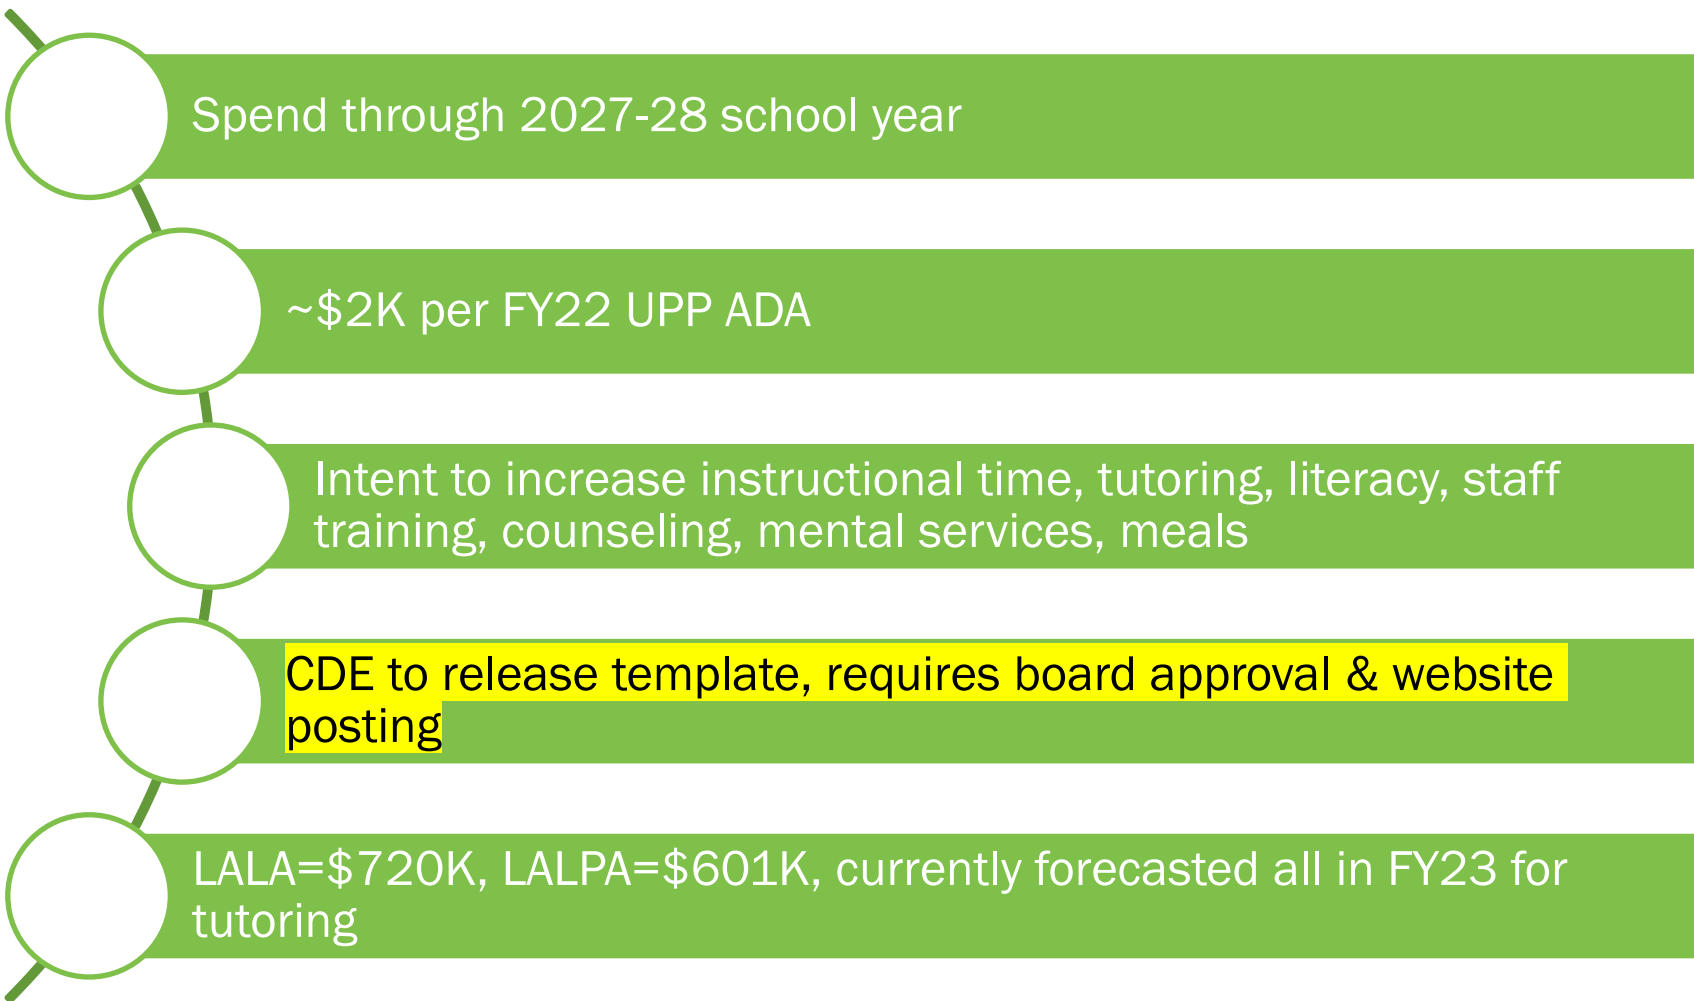 Spend through 2027-28 school year
~$2K per FY22 UPP ADA
Intent to increase instructional time, tutoring, literacy, staff
training, counseling, mental services, meals
CDE to release template, requires board approval & website
posting
LALA=$720K, LALPA=$601K, currently forecasted all in FY23 for
tutoring